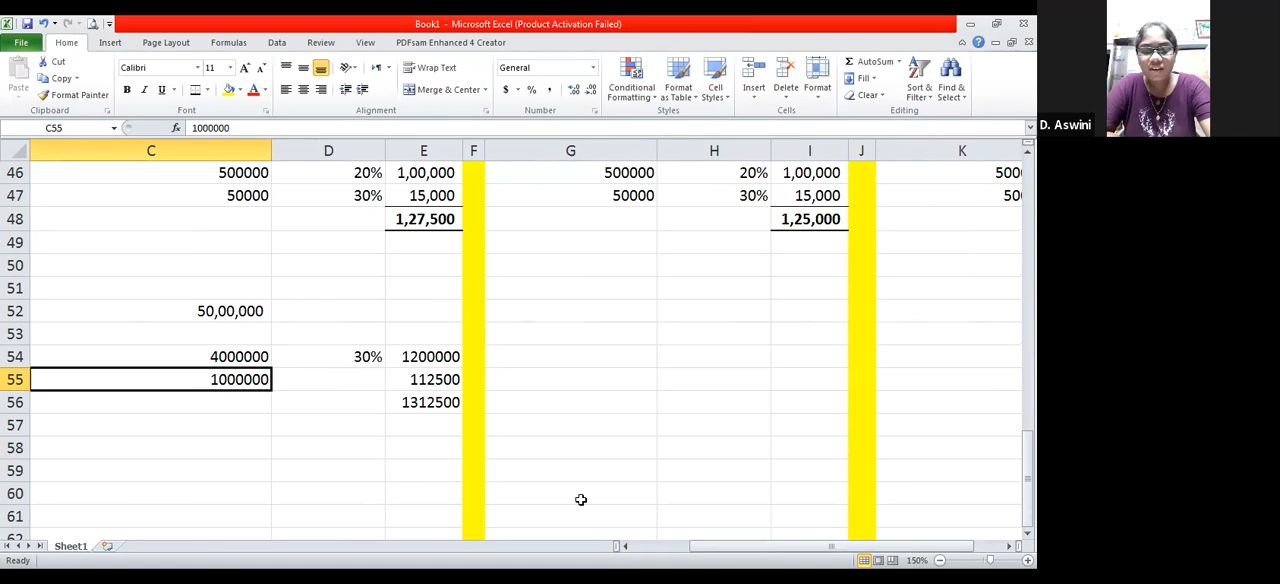 Book1 - Microsoft Excel (Product Activation Failed)
File Home Insert Page Layout Formulas Data Review View PDFsam Enhanced 4 Creator
Paste
Cut
Copy
Format Painter
Clipboard
Calibri 11
B I U
Font
Wrap Text
Merge & Center
Alignment
General
$ % ,
Number
Conditional Formatting
Format as Table
Cell Styles
Styles
Insert Delete Format
Cells
AutoSum
Fill
Clear
Sort & Filter
Find & Select
Editing
C55 fx 1000000
C D E F G H I J K
46 500000 20% 1,00,000 500000 20% 1,00,000 5000
47 50000 30% 15,000 50000 30% 15,000 500
48 1,27,500 1,25,000
49
50
51
52 50,00,000
53
54 4000000 30% 1200000
55 1000000 112500
56 1312500
57
58
59
60
61
62
Sheet1
Ready 150%
D. Aswini